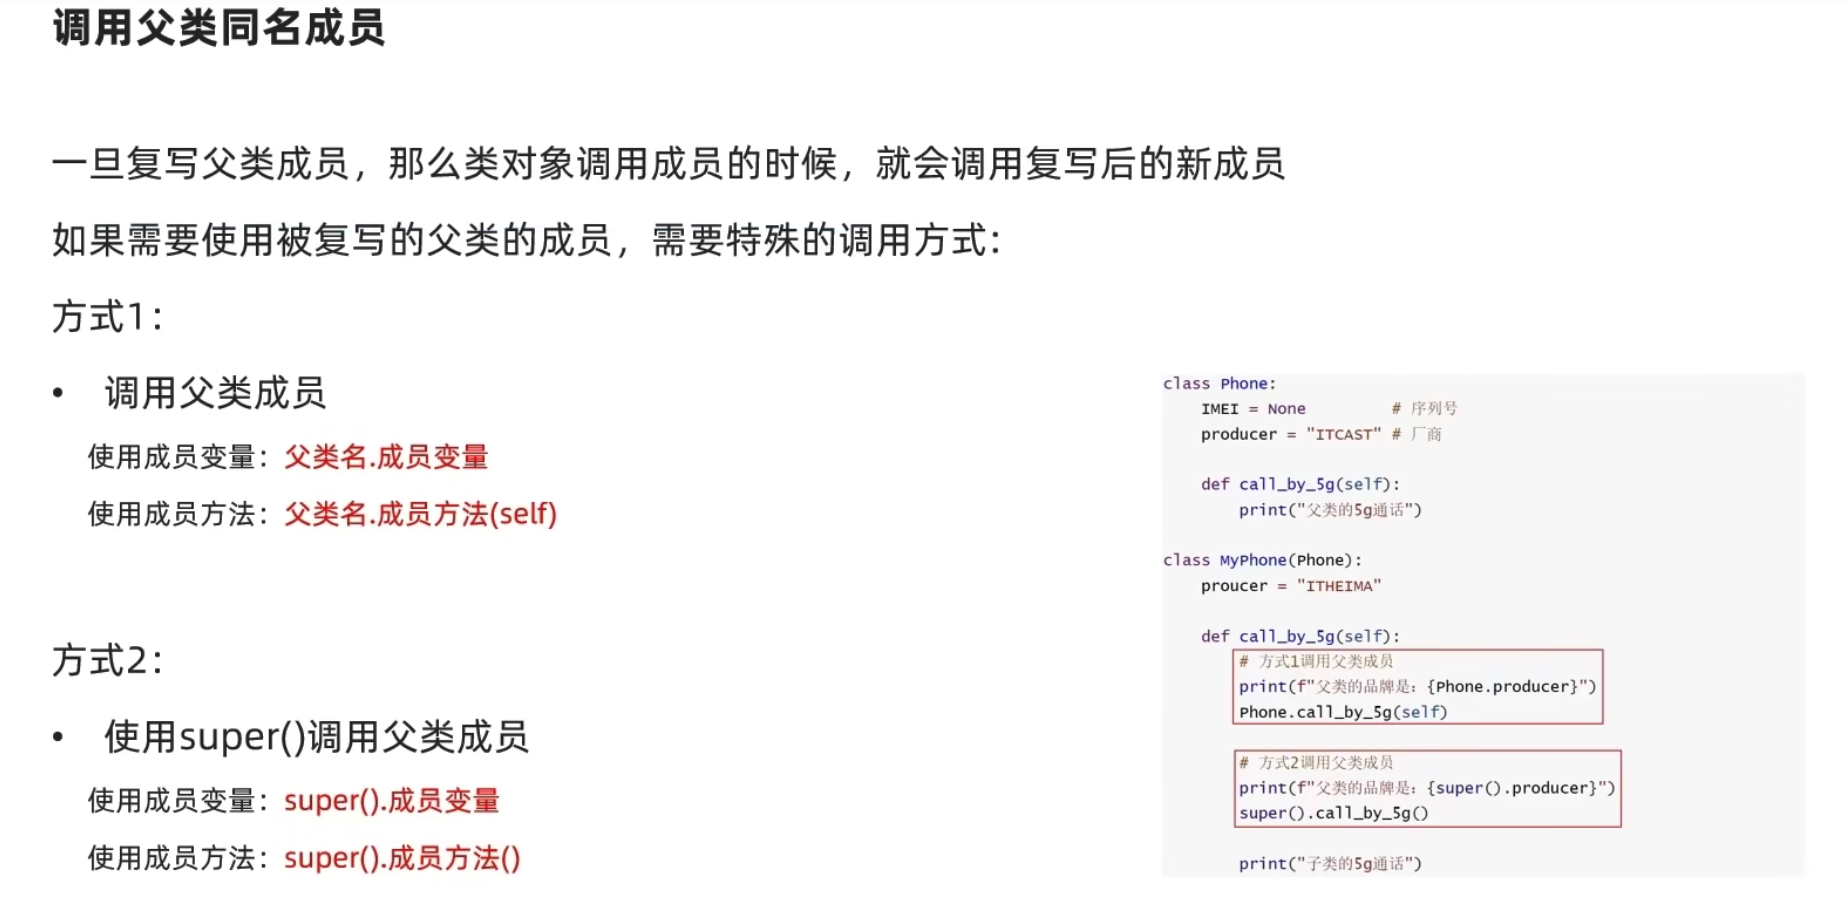 调用父类同名成员
一旦复写父类成员，那么类对象调用成员的时候，就会调用复写后的新成员
如果需要使用被复写的父类的成员，需要特殊的调用方式：
方式1：
• 调用父类成员
使用成员变量：父类名.成员变量
使用成员方法：父类名.成员方法(self)
方式2：
• 使用super()调用父类成员
使用成员变量：super().成员变量
使用成员方法：super().成员方法()
class Phone:
    IMEI = None         # 序列号
    producer = "ITCAST" # 厂商
    def call_by_5g(self):
        print("父类的5g通话")
class MyPhone(Phone):
    proucer = "ITHEIMA"
    def call_by_5g(self):
        # 方式1调用父类成员
        print(f"父类的品牌是：{Phone.producer}")
        Phone.call_by_5g(self)
        # 方式2调用父类成员
        print(f"父类的品牌是：{super().producer}")
        super().call_by_5g()
        print("子类的5g通话")